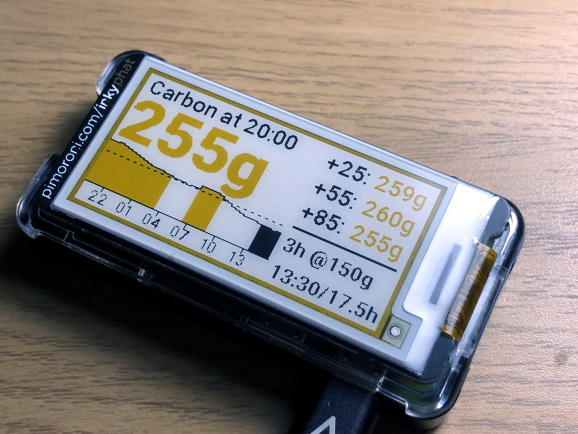 pimoroni.com/inkyphat
Carbon at 20:00
255g
+25: 259g
+55: 260g
+85: 255g
3h @150g
13:30/17.5h
22 01 04 07 10 13